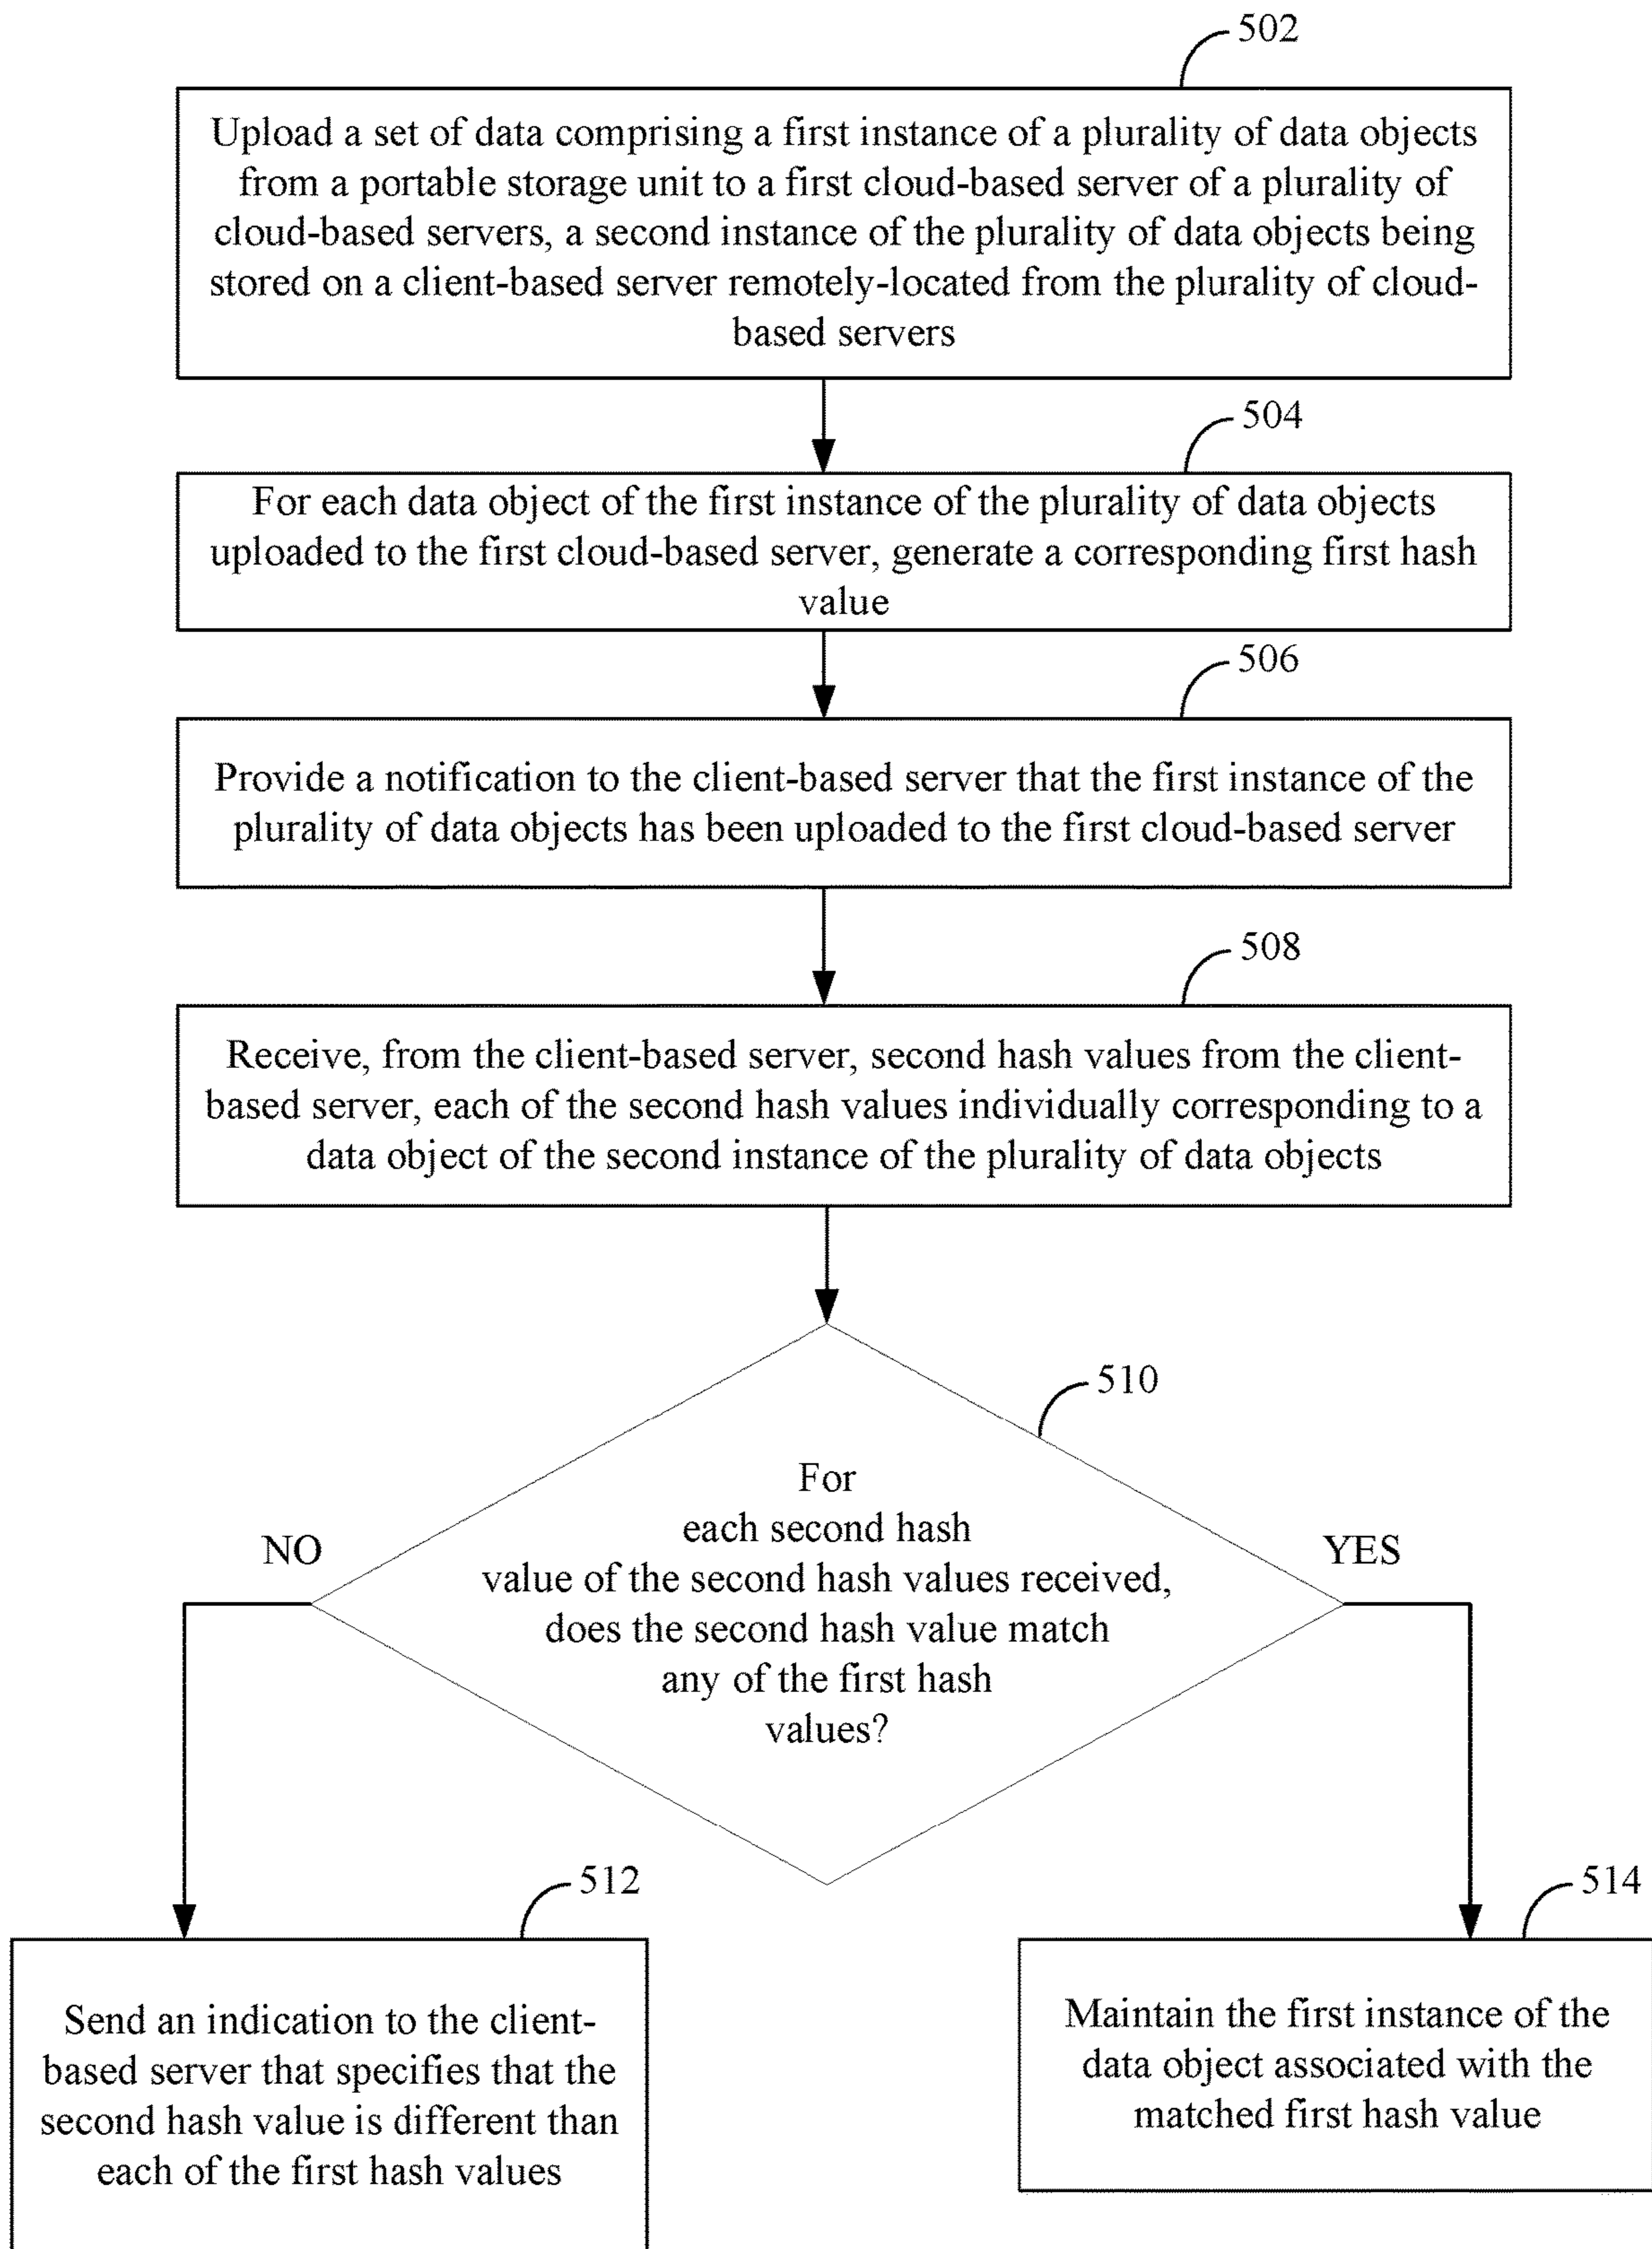 502
Upload a set of data comprising a first instance of a plurality of data objects
from a portable storage unit to a first cloud-based server of a plurality of
cloud-based servers, a second instance of the plurality of data objects being
stored on a client-based server remotely-located from the plurality of cloud-
based servers
504
For each data object of the first instance of the plurality of data objects
uploaded to the first cloud-based server, generate a corresponding first hash
value
506
Provide a notification to the client-based server that the first instance of the
plurality of data objects has been uploaded to the first cloud-based server
508
Receive, from the client-based server, second hash values from the client-
based server, each of the second hash values individually corresponding to a
data object of the second instance of the plurality of data objects
510
For
each second hash
value of the second hash values received,
does the second hash value match
any of the first hash
values?
NO
YES
512
Send an indication to the client-
based server that specifies that the
second hash value is different than
each of the first hash values
514
Maintain the first instance of the
data object associated with the
matched first hash value